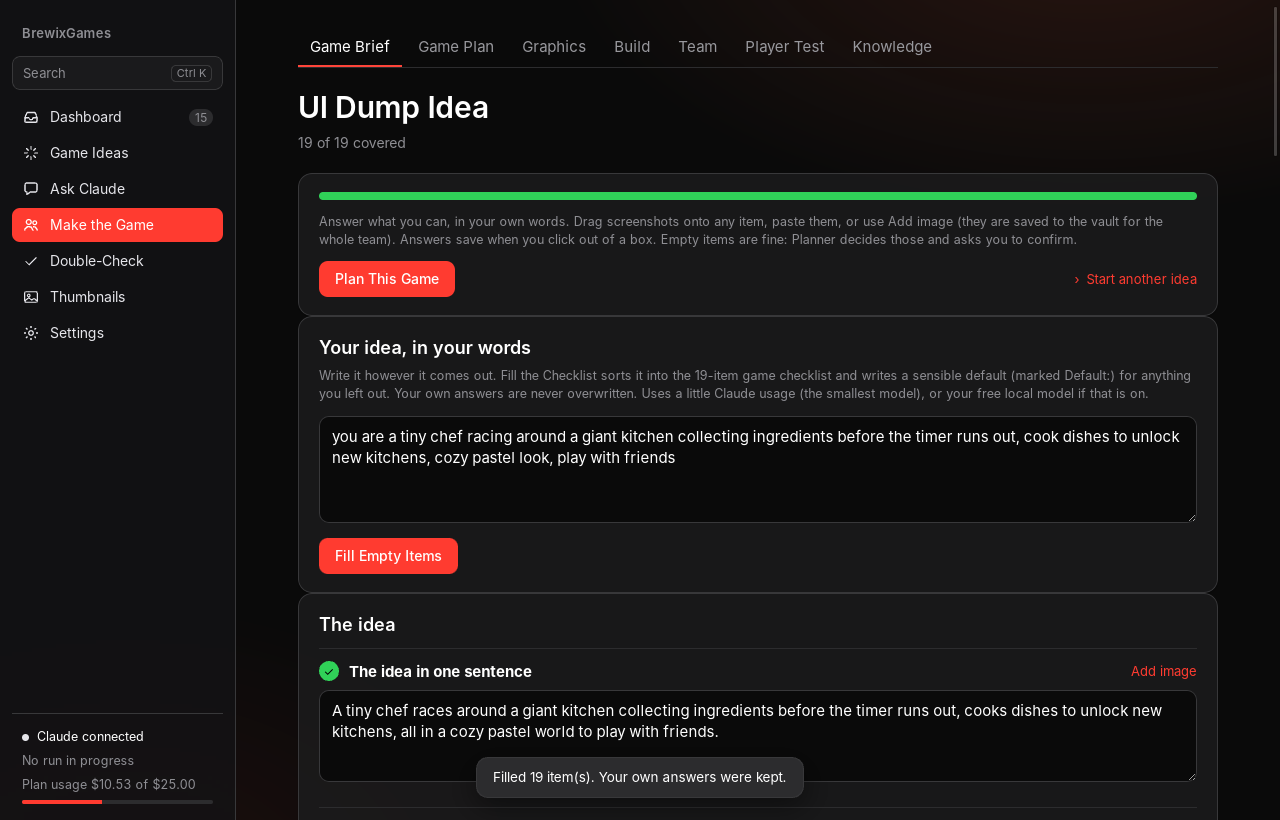 BrewixGames
Search
Ctrl K
Dashboard
15
Game Ideas
Ask Claude
Make the Game
Double-Check
Thumbnails
Settings
Claude connected
No run in progress
Plan usage $10.53 of $25.00
Game Brief
Game Plan
Graphics
Build
Team
Player Test
Knowledge
UI Dump Idea
19 of 19 covered
Answer what you can, in your own words. Drag screenshots onto any item, paste them, or use Add image (they are saved to the vault for the
whole team). Answers save when you click out of a box. Empty items are fine: Planner decides those and asks you to confirm.
Plan This Game
› Start another idea
Your idea, in your words
Write it however it comes out. Fill the Checklist sorts it into the 19-item game checklist and writes a sensible default (marked Default:) for anything
you left out. Your own answers are never overwritten. Uses a little Claude usage (the smallest model), or your free local model if that is on.
you are a tiny chef racing around a giant kitchen collecting ingredients before the timer runs out, cook dishes to unlock
new kitchens, cozy pastel look, play with friends
Fill Empty Items
The idea
The idea in one sentence
Add image
A tiny chef races around a giant kitchen collecting ingredients before the timer runs out, cooks dishes to unlock new
kitchens, all in a cozy pastel world to play with friends.
Filled 19 item(s). Your own answers were kept.